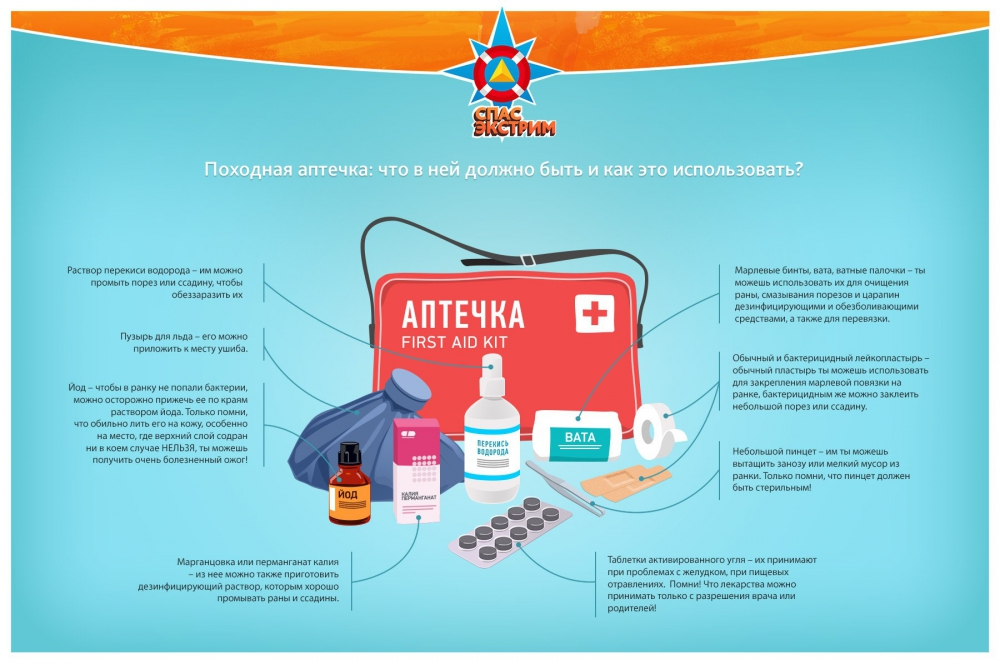 СПАС
ЭКСТРИМ
Походная аптечка: что в ней должно быть и как это использовать?
Раствор перекиси водорода – им можно
промыть порез или ссадину, чтобы
обеззаразить их
Пузырь для льда – его можно
приложить к месту ушиба.
Йод – чтобы в ранку не попали бактерии,
можно осторожно прижечь ее по краям
раствором йода. Только помни,
что обильно лить его на кожу, особенно
на место, где верхний слой содран
ни в коем случае НЕЛЬЗЯ, ты можешь
получить очень болезненный ожог!
Марганцовка или перманганат калия
– из нее можно также приготовить
дезинфицирующий раствор, которым хорошо
промывать раны и ссадины.
АПТЕЧКА
FIRST AID KIT
ПЕРЕКИСЬ
ВОДОРОДА
ВАТА
ЙОД
КАЛИЯ
ПЕРМАНГАНАТ
Марлевые бинты, вата, ватные палочки – ты
можешь использовать их для очищения
раны, смазывания порезов и царапин
дезинфицирующими и обезболивающими
средствами, а также для перевязки.
Обычный и бактерицидный лейкопластырь –
обычный пластырь ты можешь использовать
для закрепления марлевой повязки на
ранке, бактерицидным же можно заклеить
небольшой порез или ссадину.
Небольшой пинцет – им ты можешь
вытащить занозу или мелкий мусор из
ранки. Только помни, что пинцет должен
быть стерильным!
Таблетки активированного угля – их принимают
при проблемах с желудком, при пищевых
отравлениях. Помни! Что лекарства можно
принимать только с разрешения врача или
родителей!